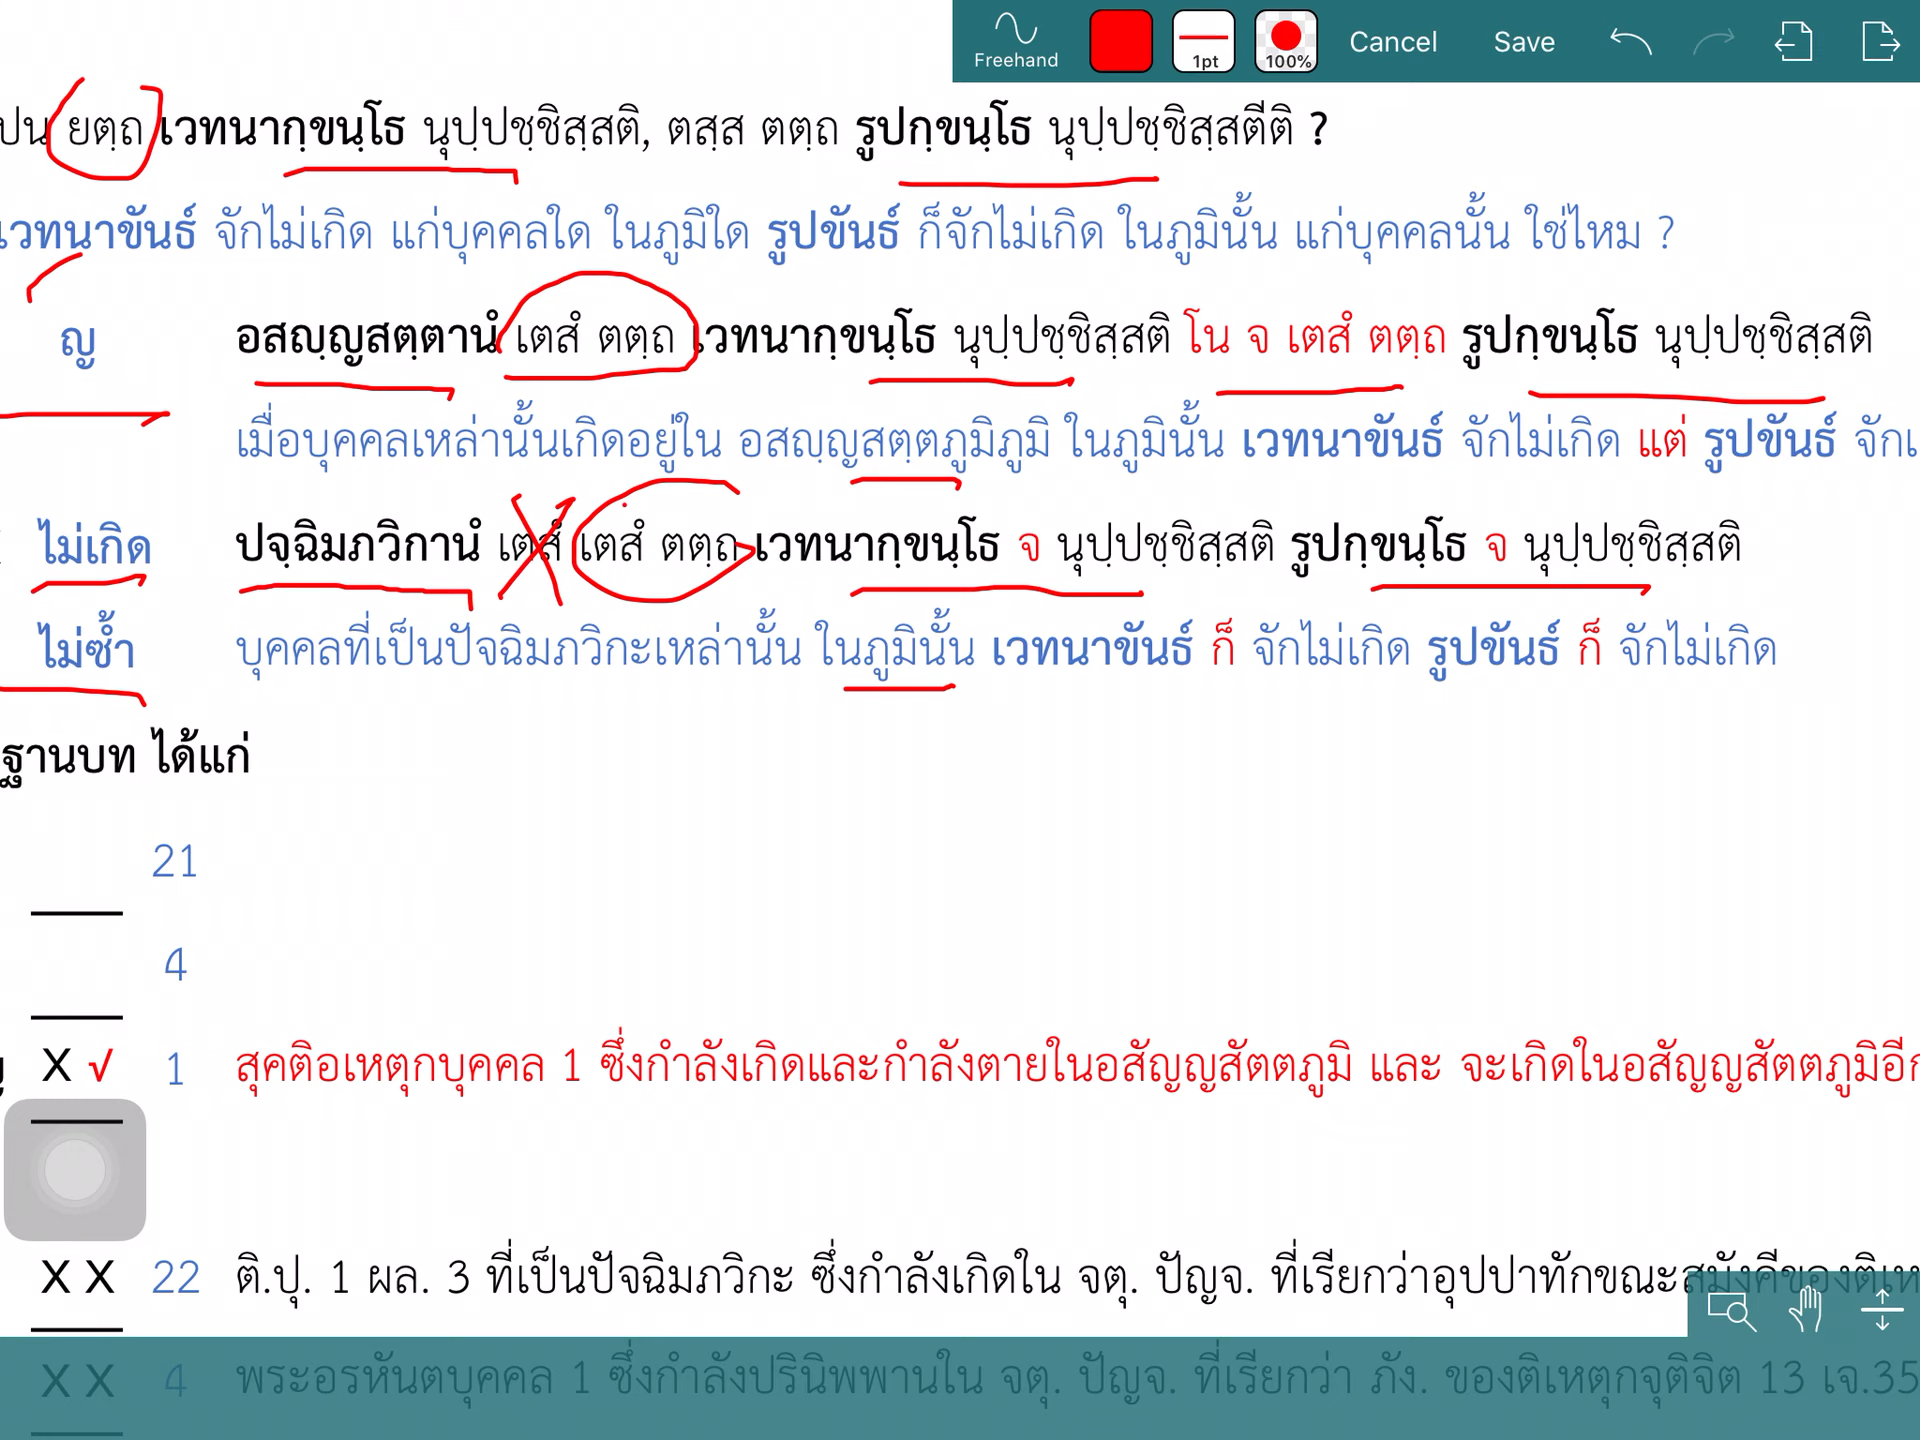 Freehand 1pt 100% Cancel Save
ปน ยตฺถ เวทนากฺขนฺโธ นุปฺปชฺชิสฺสติ, ตสฺส ตตฺถ รูปกฺขนฺโธ นุปฺปชฺชิสฺสตีติ ?
เวทนาขันธ์ จักไม่เกิด แก่บุคคลใด ในภูมิใด รูปขันธ์ ก็จักไม่เกิด ในภูมินั้น แก่บุคคลนั้น ใช่ไหม ?
ญ อสญฺญสตฺตานํ เตสํ ตตฺถ เวทนากฺขนฺโธ นุปฺปชฺชิสฺสติ โน จ เตสํ ตตฺถ รูปกฺขนฺโธ นุปฺปชฺชิสฺสติ
เมื่อบุคคลเหล่านั้นเกิดอยู่ใน อสญฺญสตฺตภูมิภูมิ ในภูมินั้น เวทนาขันธ์ จักไม่เกิด แต่ รูปขันธ์ จักเ
ไม่เกิด ปจฺฉิมภวิกานํ เตสํ เตสํ ตตฺถ เวทนากฺขนฺโธ จ นุปฺปชฺชิสฺสติ รูปกฺขนฺโธ จ นุปฺปชฺชิสฺสติ
ไม่ซ้ำ บุคคลที่เป็นปัจฉิมภวิกะเหล่านั้น ในภูมินั้น เวทนาขันธ์ ก็ จักไม่เกิด รูปขันธ์ ก็ จักไม่เกิด
ฐานบท ได้แก่
21
4
X √ 1 สุคติอเหตุกบุคคล 1 ซึ่งกำลังเกิดและกำลังตายในอสัญญสัตตภูมิ และ จะเกิดในอสัญญสัตตภูมิอีก
X X 22 ติ.ปุ. 1 ผล. 3 ที่เป็นปัจฉิมภวิกะ ซึ่งกำลังเกิดใน จตุ. ปัญจ. ที่เรียกว่าอุปปาทักขณะสมังคีของติเห
X X 4 พระอรหันตบุคคล 1 ซึ่งกำลังปรินิพพานใน จตุ. ปัญจ. ที่เรียกว่า ภัง. ของติเหตุกจุติจิต 13 เจ.35